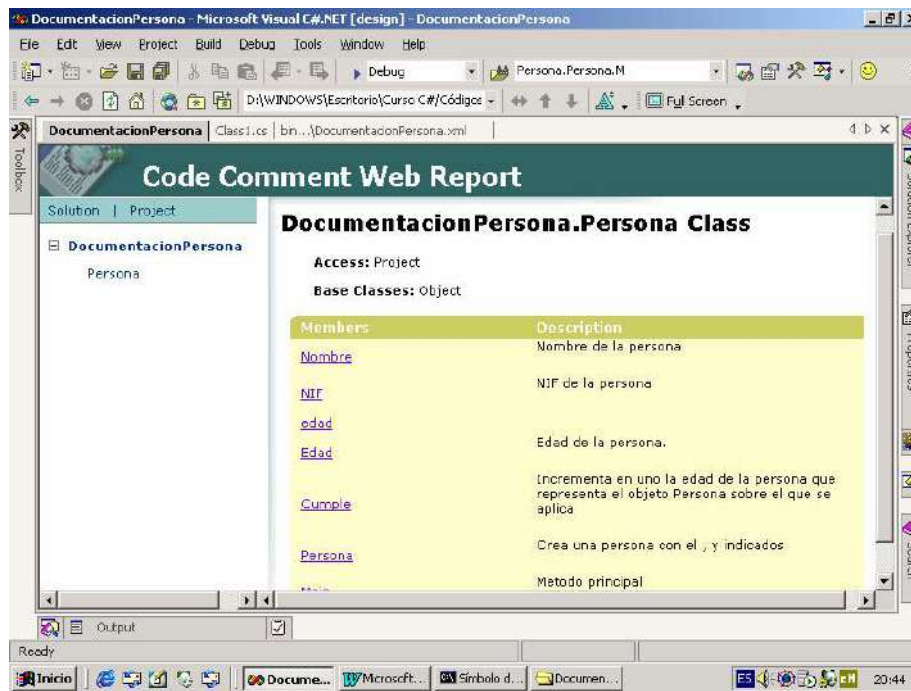 DocumentacionPersona - Microsoft Visual C#.NET [design] - DocumentacionPersona
File Edit View Project Build Debug Tools Window Help
Debug Persona.Persona.M
D:\WINDOWS\Escritorio\Curso C#/Códigos Full Screen
DocumentacionPersona Class1.cs bin...\DocumentacionPersona.xml
Toolbox
Solution Explorer
Properties
Code Comment Web Report
Solution | Project
DocumentacionPersona
Persona
DocumentacionPersona.Persona Class
Access: Project
Base Classes: Object
Members Description
Nombre Nombre de la persona
NIF NIF de la persona
edad
Edad Edad de la persona.
Cumple Incrementa en uno la edad de la persona que
representa el objeto Persona sobre el que se
aplica
Persona Crea una persona con el , y indicados
Metodo principal
Output
Ready
Inicio Docume... Microsoft... Símbolo d... Documen... ES 20:44